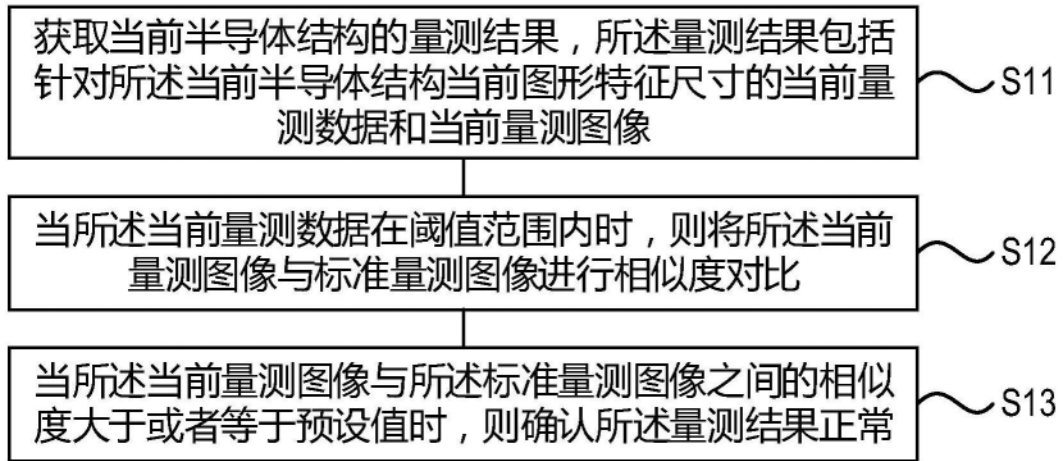 获取当前半导体结构的量测结果，所述量测结果包括
针对所述当前半导体结构当前图形特征尺寸的当前量
测数据和当前量测图像
S11
当所述当前量测数据在阈值范围内时，则将所述当前
量测图像与标准量测图像进行相似度对比
S12
当所述当前量测图像与所述标准量测图像之间的相似
度大于或者等于预设值时，则确认所述量测结果正常
S13